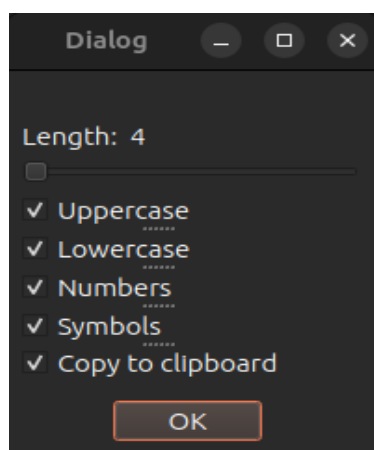 Dialog
Length: 4
Uppercase
Lowercase
Numbers
Symbols
Copy to clipboard
OK